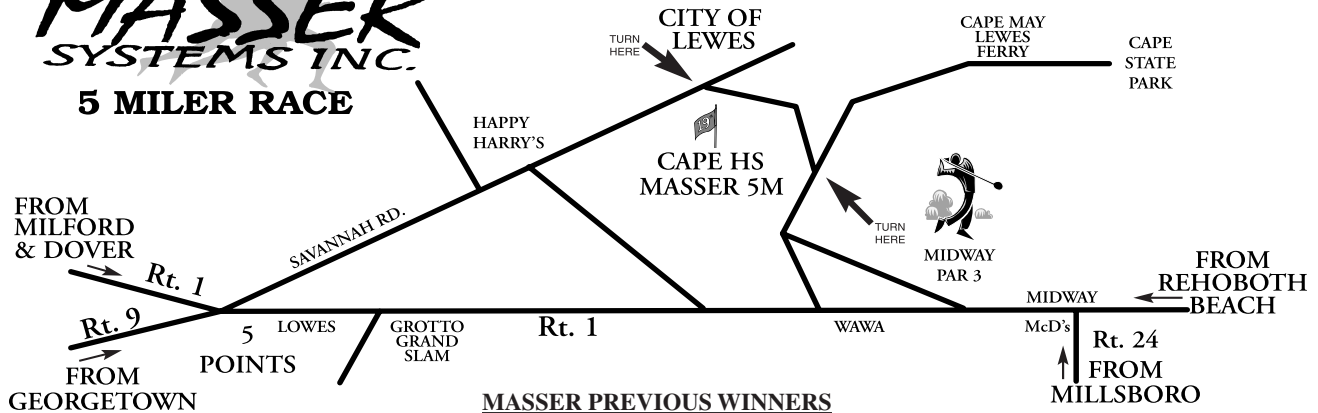 MASSER
SYSTEMS INC.
5 MILER RACE
CITY OF
LEWES
TURN
HERE
CAPE MAY
LEWES
FERRY
CAPE
STATE
PARK
HAPPY
HARRY'S
19
CAPE HS
MASSER 5M
FROM
MILFORD
& DOVER
SAVANNAH RD.
TURN
HERE
MIDWAY
PAR 3
Rt. 1
Rt. 9
FROM
REHOBOTH
BEACH
MIDWAY
5
POINTS
LOWES
GROTTO
GRAND
SLAM
Rt. 1
WAWA
McD's
Rt. 24
FROM
GEORGETOWN
FROM
MILLSBORO
MASSER PREVIOUS WINNERS